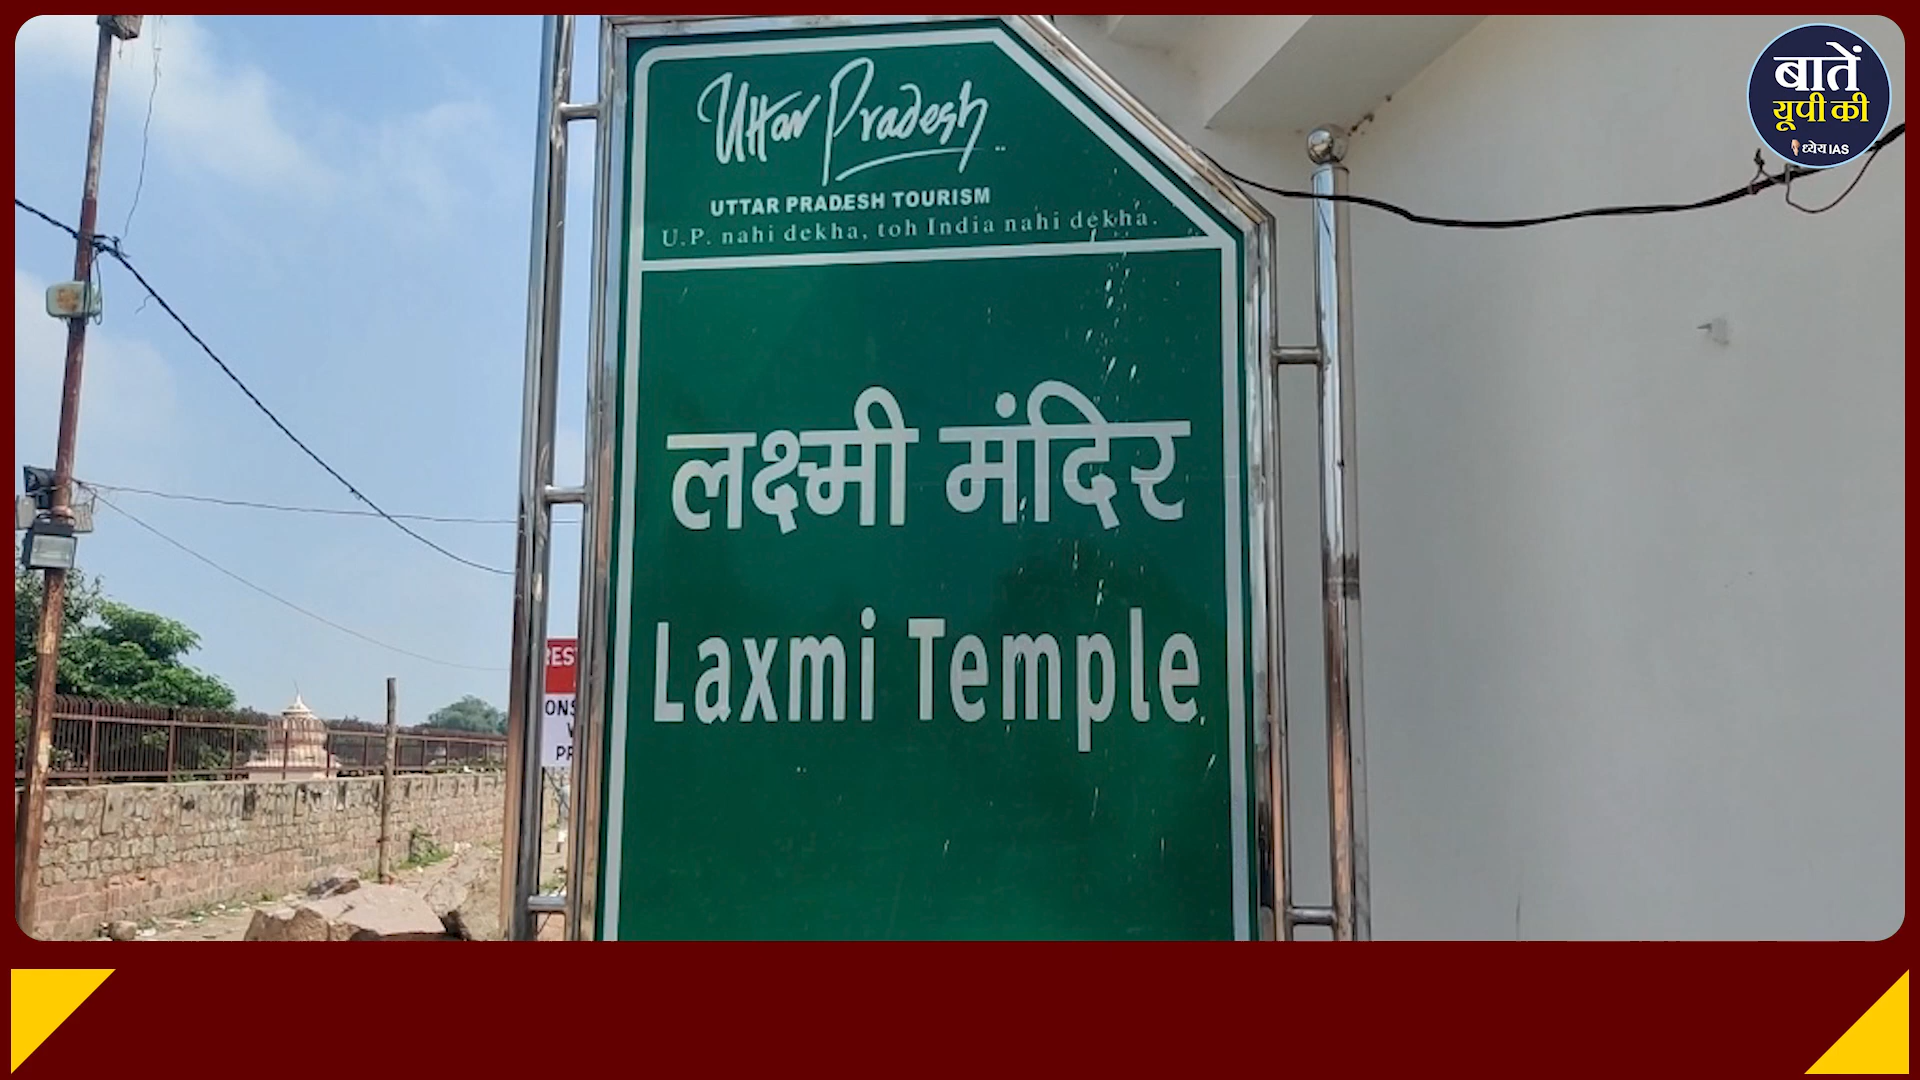 बातें
यूपी की
ध्येय IAS
Uttar Pradesh
UTTAR PRADESH TOURISM
U.P. nahi dekha, toh India nahi dekha.
लक्ष्मी मंदिर
Laxmi Temple